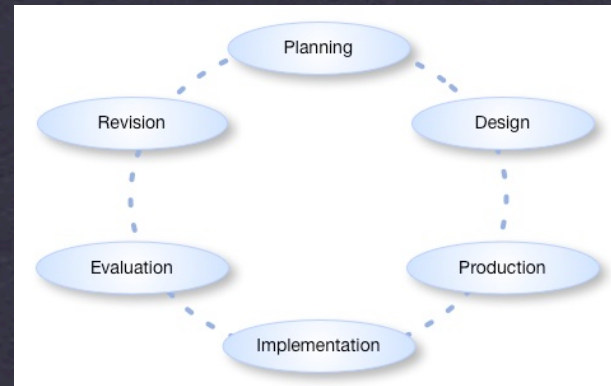 Planning
Design
Production
Implementation
Evaluation
Revision